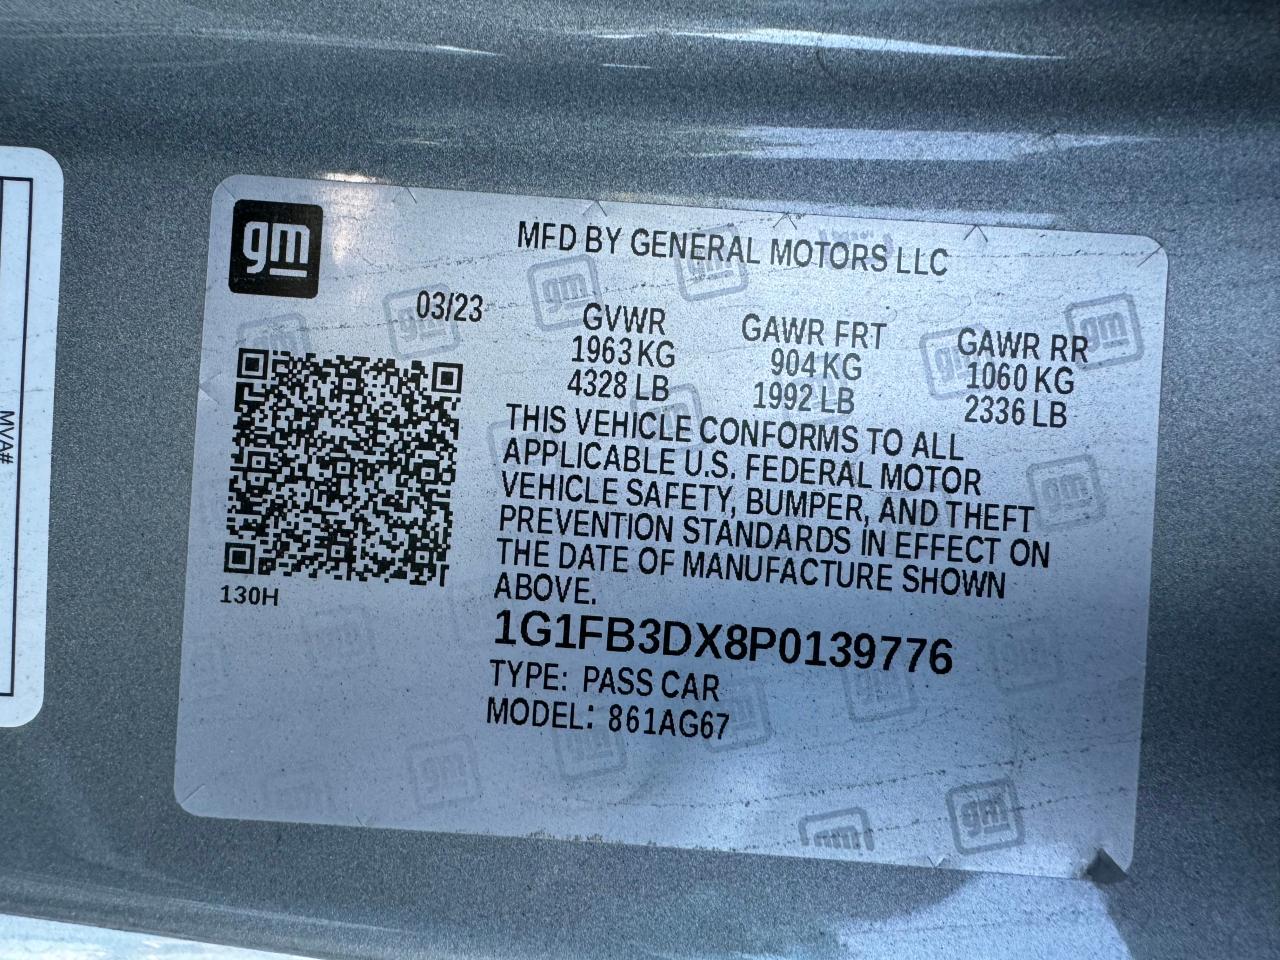 gm
MFD BY GENERAL MOTORS LLC
03/23
GVWR GAWR FRT GAWR RR
1963 KG 904 KG 1060 KG
4328 LB 1992 LB 2336 LB
THIS VEHICLE CONFORMS TO ALL
APPLICABLE U.S. FEDERAL MOTOR
VEHICLE SAFETY, BUMPER, AND THEFT
PREVENTION STANDARDS IN EFFECT ON
THE DATE OF MANUFACTURE SHOWN
ABOVE.
130H
1G1FB3DX8P0139776
TYPE: PASS CAR
MODEL: 861AG67
MVA#